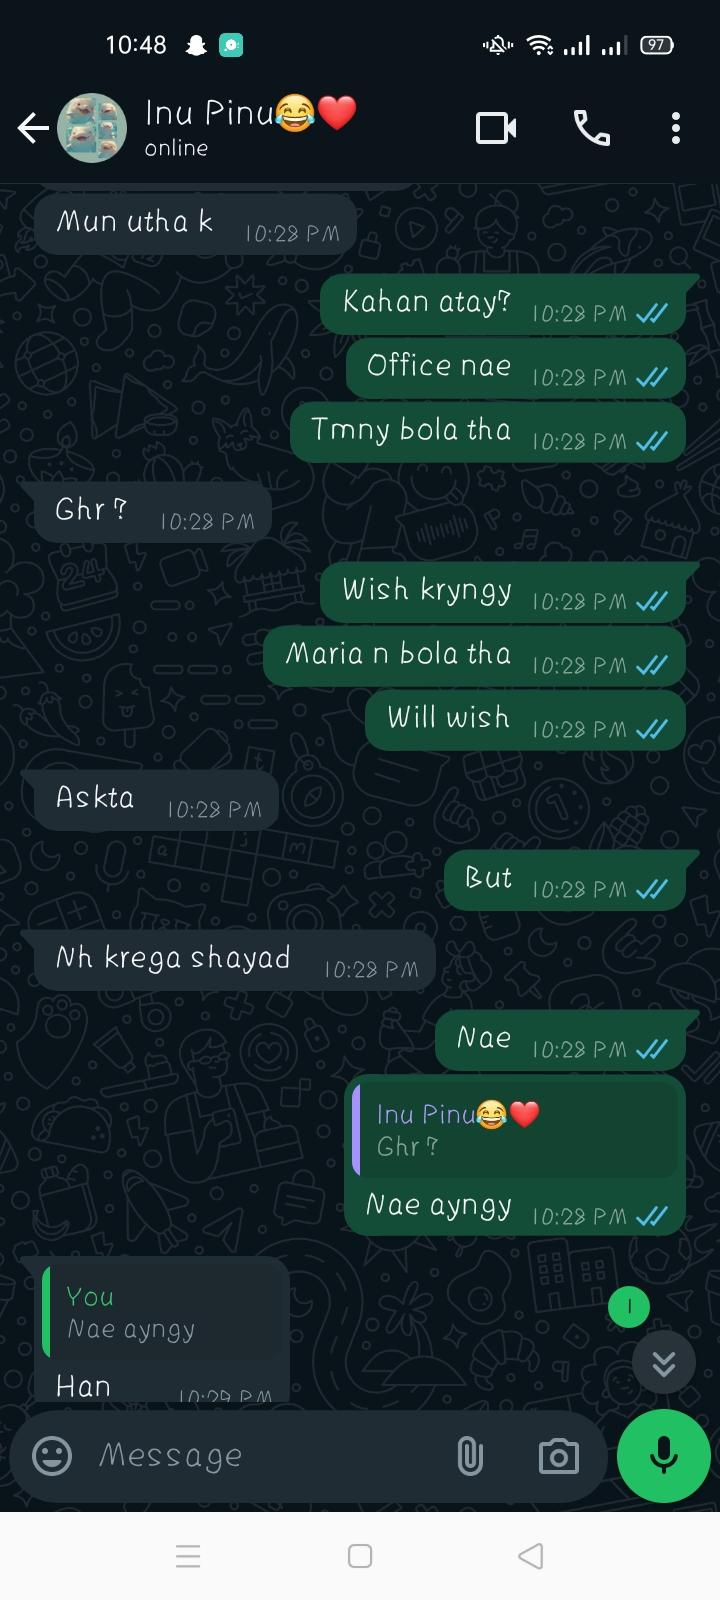 10:48
97
Inu Pinu😂❤️
online
Mun utha k 10:28 PM
Kahan atay? 10:28 PM
Office nae 10:28 PM
Tmny bola tha 10:28 PM
Ghr ? 10:28 PM
Wish kryngy 10:28 PM
Maria n bola tha 10:28 PM
Will wish 10:28 PM
Askta 10:28 PM
But 10:28 PM
Nh krega shayad 10:28 PM
Nae 10:28 PM
Inu Pinu😂❤️
Ghr ?
Nae ayngy 10:28 PM
You
Nae ayngy
1
Han 10:29 PM
Message